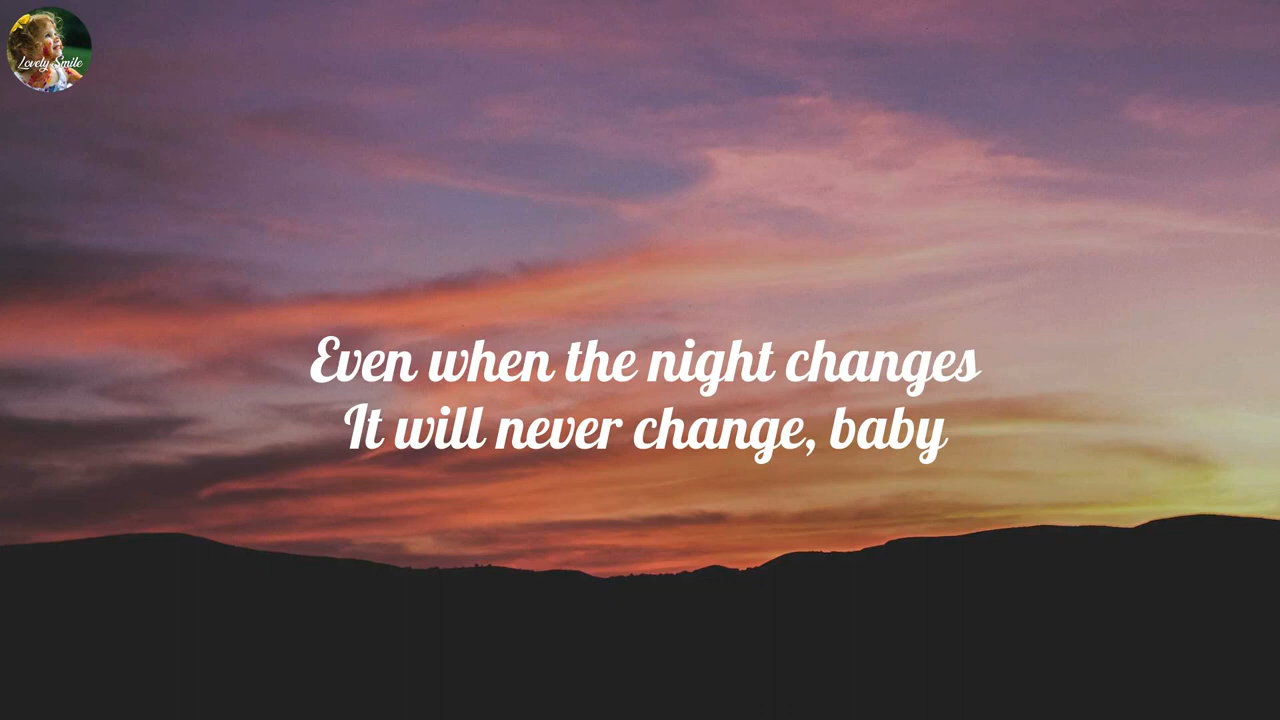 Lovely Smile
Even when the night changes
It will never change, baby